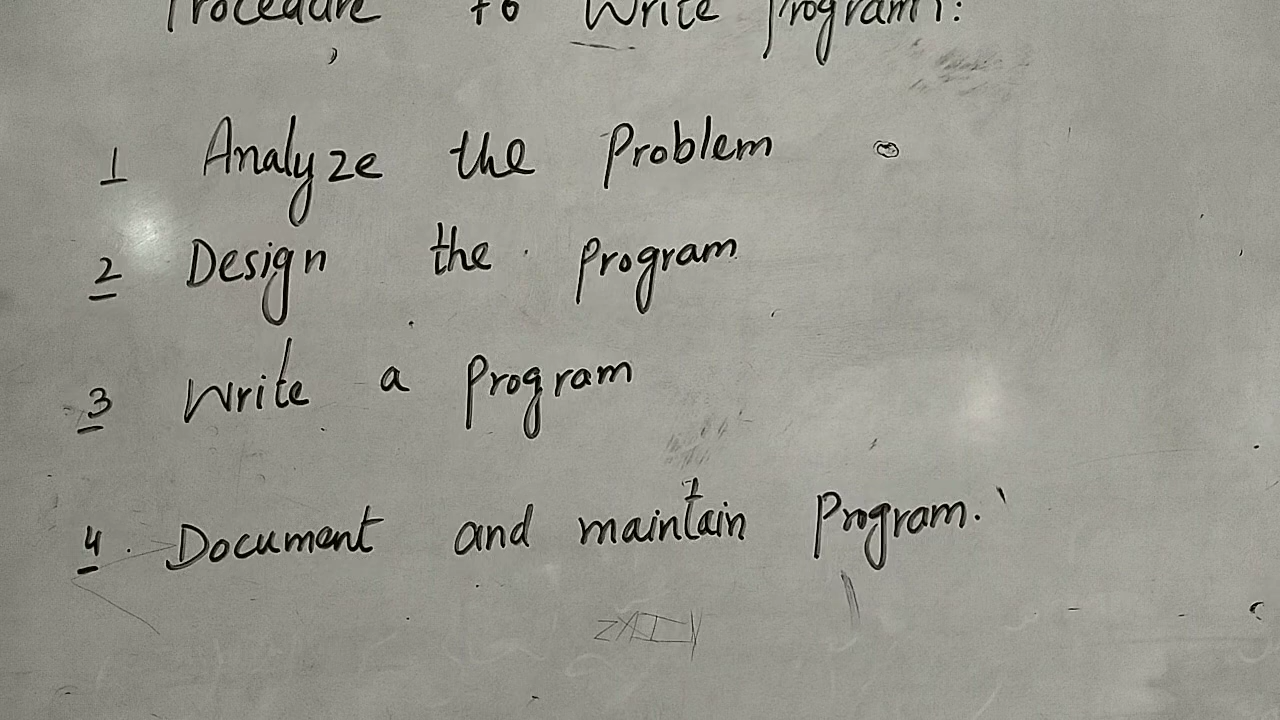 Procedure to Write Program:
1 Analyze the Problem
2 Design the Program
3 Write a Program
4. Document and maintain Program.